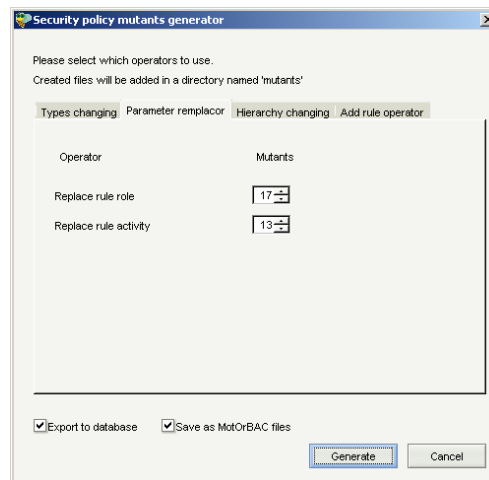 Security policy mutants generator
Please select which operators to use.
Created files will be added in a directory named 'mutants'
Types changing Parameter remplacor Hierarchy changing Add rule operator
Operator Mutants
Replace rule role 17
Replace rule activity 13
Export to database Save as MotOrBAC files
Generate Cancel